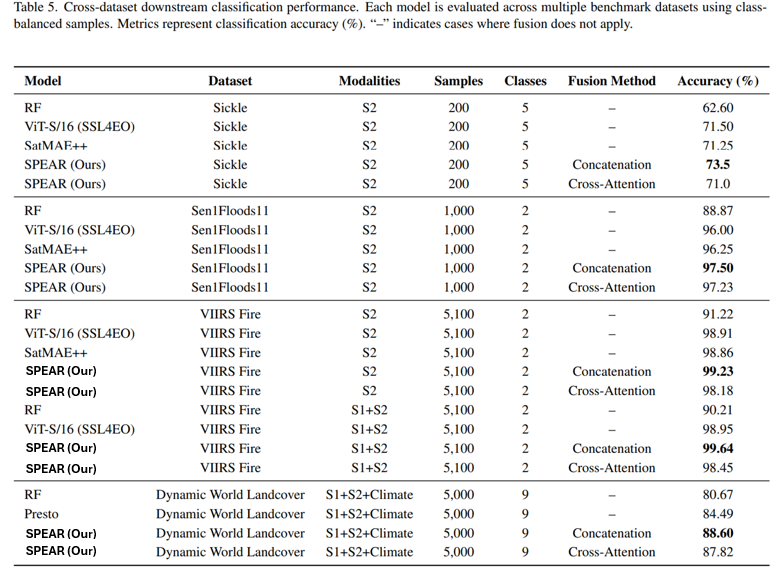 Table 5. Cross-dataset downstream classification performance. Each model is evaluated across multiple benchmark datasets using class-
balanced samples. Metrics represent classification accuracy (%). “–” indicates cases where fusion does not apply.
Model Dataset Modalities Samples Classes Fusion Method Accuracy (%)
RF Sickle S2 200 5 – 62.60
ViT-S/16 (SSL4EO) Sickle S2 200 5 – 71.50
SatMAE++ Sickle S2 200 5 – 71.25
SPEAR (Ours) Sickle S2 200 5 Concatenation 73.5
SPEAR (Ours) Sickle S2 200 5 Cross-Attention 71.0
RF Sen1Floods11 S2 1,000 2 – 88.87
ViT-S/16 (SSL4EO) Sen1Floods11 S2 1,000 2 – 96.00
SatMAE++ Sen1Floods11 S2 1,000 2 – 96.25
SPEAR (Ours) Sen1Floods11 S2 1,000 2 Concatenation 97.50
SPEAR (Ours) Sen1Floods11 S2 1,000 2 Cross-Attention 97.23
RF VIIRS Fire S2 5,100 2 – 91.22
ViT-S/16 (SSL4EO) VIIRS Fire S2 5,100 2 – 98.91
SatMAE++ VIIRS Fire S2 5,100 2 – 98.86
SPEAR (Our) VIIRS Fire S2 5,100 2 Concatenation 99.23
SPEAR (Our) VIIRS Fire S2 5,100 2 Cross-Attention 98.18
RF VIIRS Fire S1+S2 5,100 2 – 90.21
ViT-S/16 (SSL4EO) VIIRS Fire S1+S2 5,100 2 – 98.95
SPEAR (Our) VIIRS Fire S1+S2 5,100 2 Concatenation 99.64
SPEAR (Our) VIIRS Fire S1+S2 5,100 2 Cross-Attention 98.45
RF Dynamic World Landcover S1+S2+Climate 5,000 9 – 80.67
Presto Dynamic World Landcover S1+S2+Climate 5,000 9 – 84.49
SPEAR (Our) Dynamic World Landcover S1+S2+Climate 5,000 9 Concatenation 88.60
SPEAR (Our) Dynamic World Landcover S1+S2+Climate 5,000 9 Cross-Attention 87.82